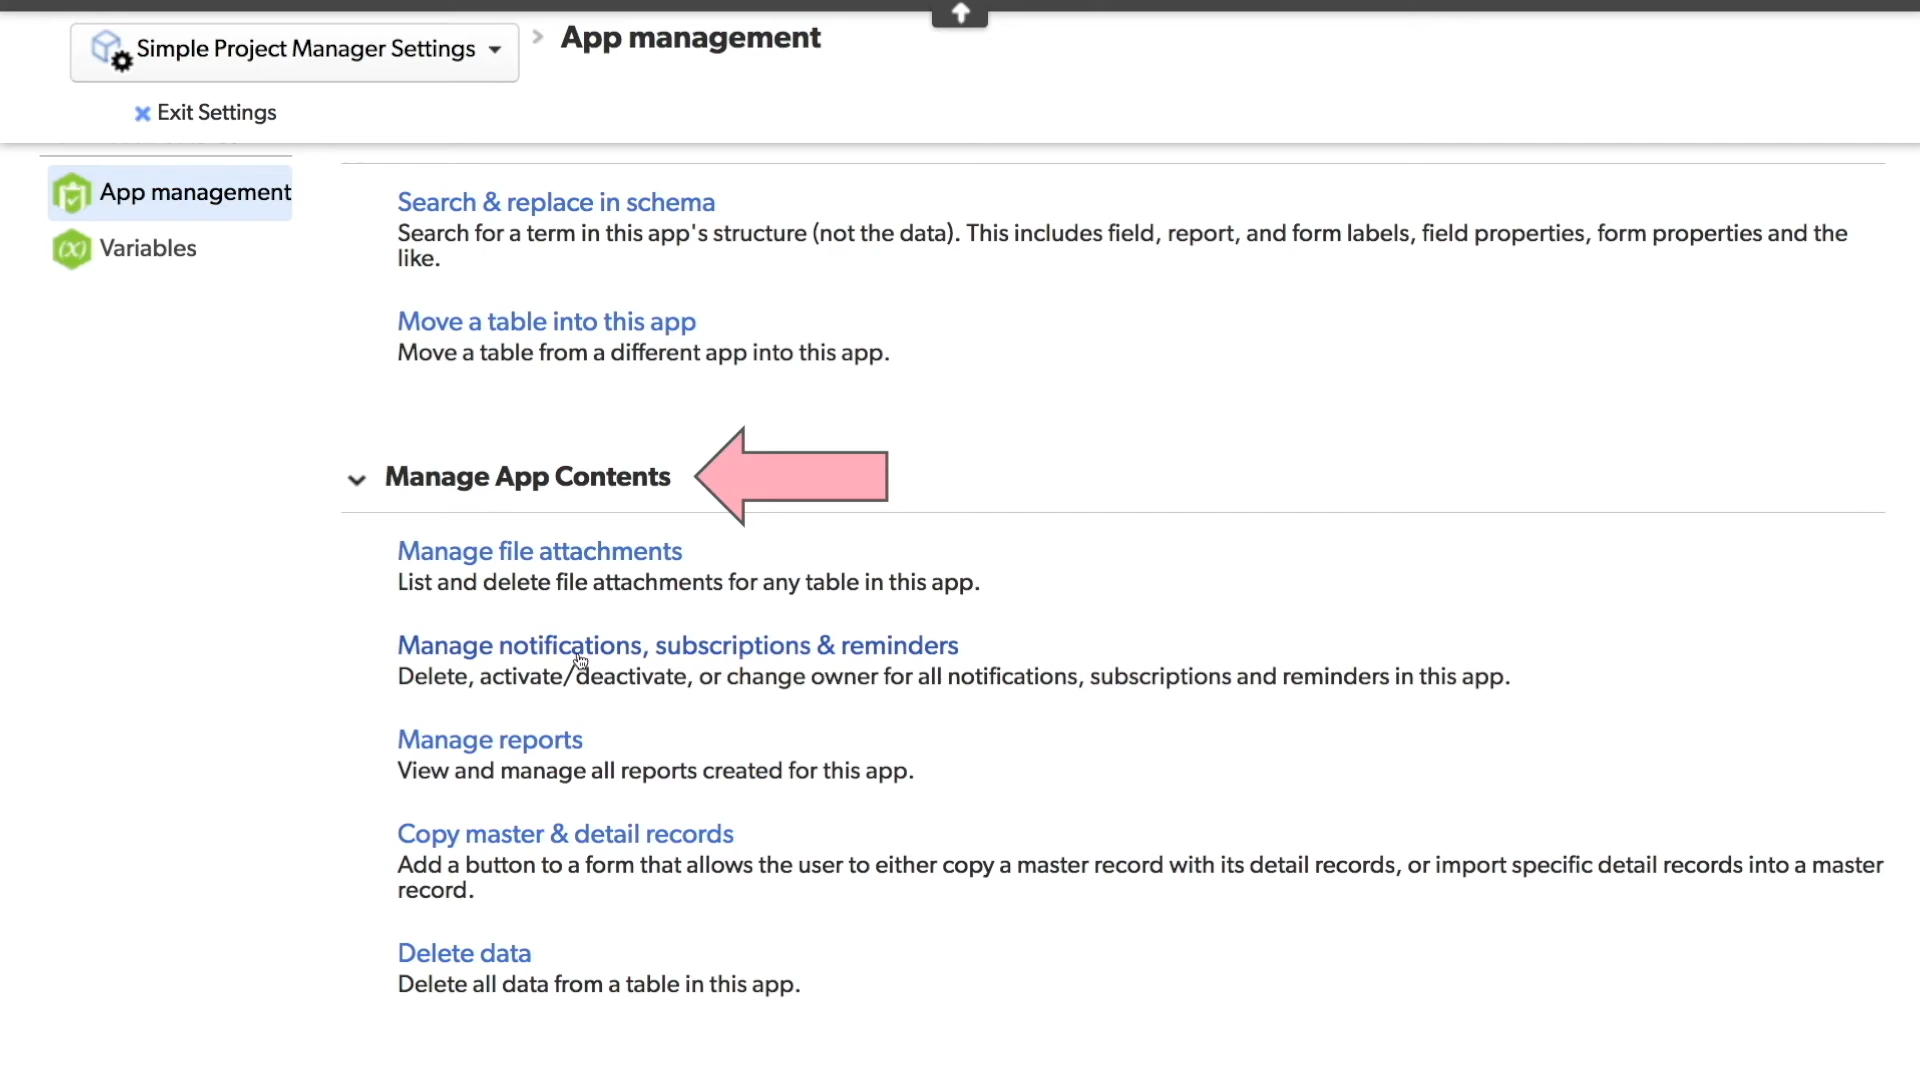 Simple Project Manager Settings
App management
Exit Settings
App management
Variables
Search & replace in schema
Search for a term in this app's structure (not the data). This includes field, report, and form labels, field properties, form properties and the
like.
Move a table into this app
Move a table from a different app into this app.
Manage App Contents
Manage file attachments
List and delete file attachments for any table in this app.
Manage notifications, subscriptions & reminders
Delete, activate/deactivate, or change owner for all notifications, subscriptions and reminders in this app.
Manage reports
View and manage all reports created for this app.
Copy master & detail records
Add a button to a form that allows the user to either copy a master record with its detail records, or import specific detail records into a master
record.
Delete data
Delete all data from a table in this app.